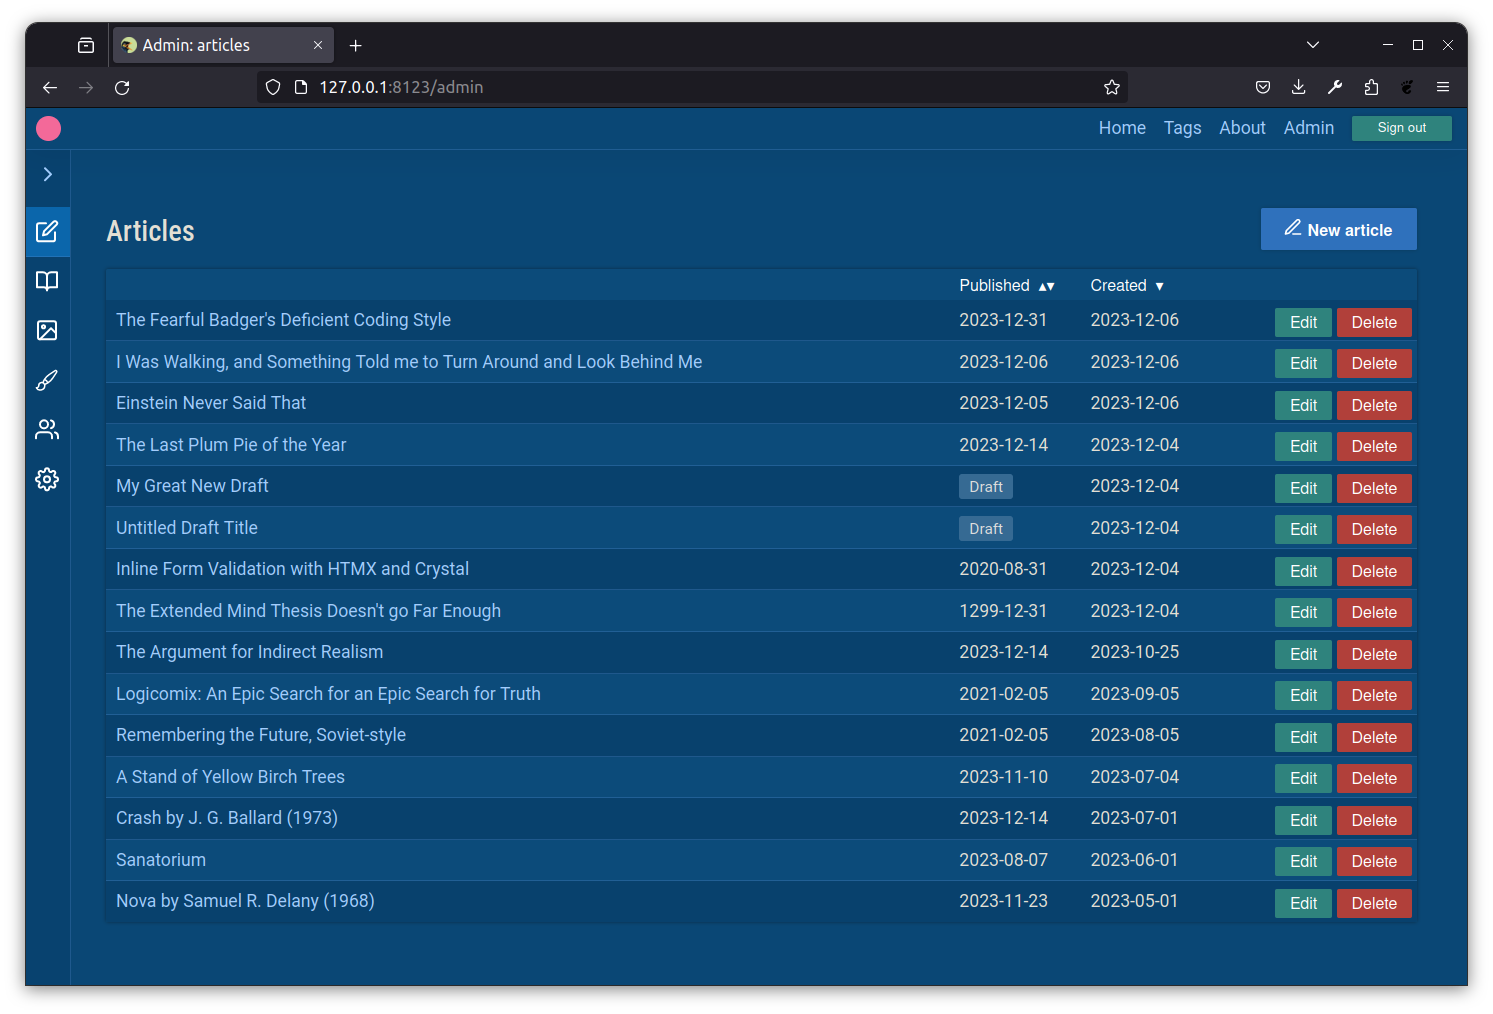 Admin: articles
127.0.0.1:8123/admin
Home Tags About Admin Sign out
Articles
New article
Published ▲▼ Created ▼
The Fearful Badger's Deficient Coding Style 2023-12-31 2023-12-06 Edit Delete
I Was Walking, and Something Told me to Turn Around and Look Behind Me 2023-12-06 2023-12-06 Edit Delete
Einstein Never Said That 2023-12-05 2023-12-06 Edit Delete
The Last Plum Pie of the Year 2023-12-14 2023-12-04 Edit Delete
My Great New Draft Draft 2023-12-04 Edit Delete
Untitled Draft Title Draft 2023-12-04 Edit Delete
Inline Form Validation with HTMX and Crystal 2020-08-31 2023-12-04 Edit Delete
The Extended Mind Thesis Doesn't go Far Enough 1299-12-31 2023-12-04 Edit Delete
The Argument for Indirect Realism 2023-12-14 2023-10-25 Edit Delete
Logicomix: An Epic Search for an Epic Search for Truth 2021-02-05 2023-09-05 Edit Delete
Remembering the Future, Soviet-style 2021-02-05 2023-08-05 Edit Delete
A Stand of Yellow Birch Trees 2023-11-10 2023-07-04 Edit Delete
Crash by J. G. Ballard (1973) 2023-12-14 2023-07-01 Edit Delete
Sanatorium 2023-08-07 2023-06-01 Edit Delete
Nova by Samuel R. Delany (1968) 2023-11-23 2023-05-01 Edit Delete